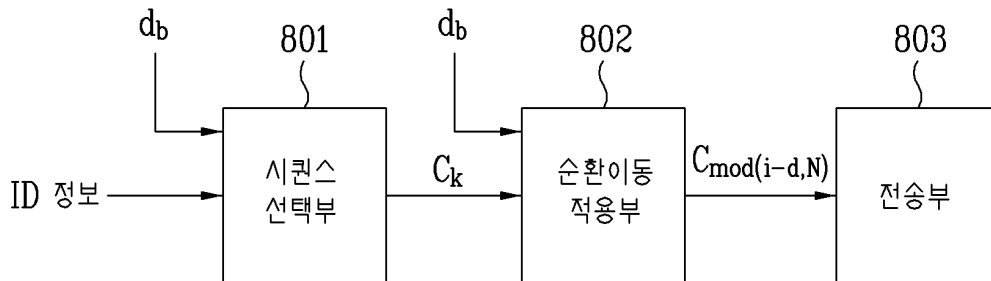 d_b
801
d_b
802
803
ID 정보
시퀀스
선택부
C_k
순환이동
적용부
C_mod(i-d,N)
전송부